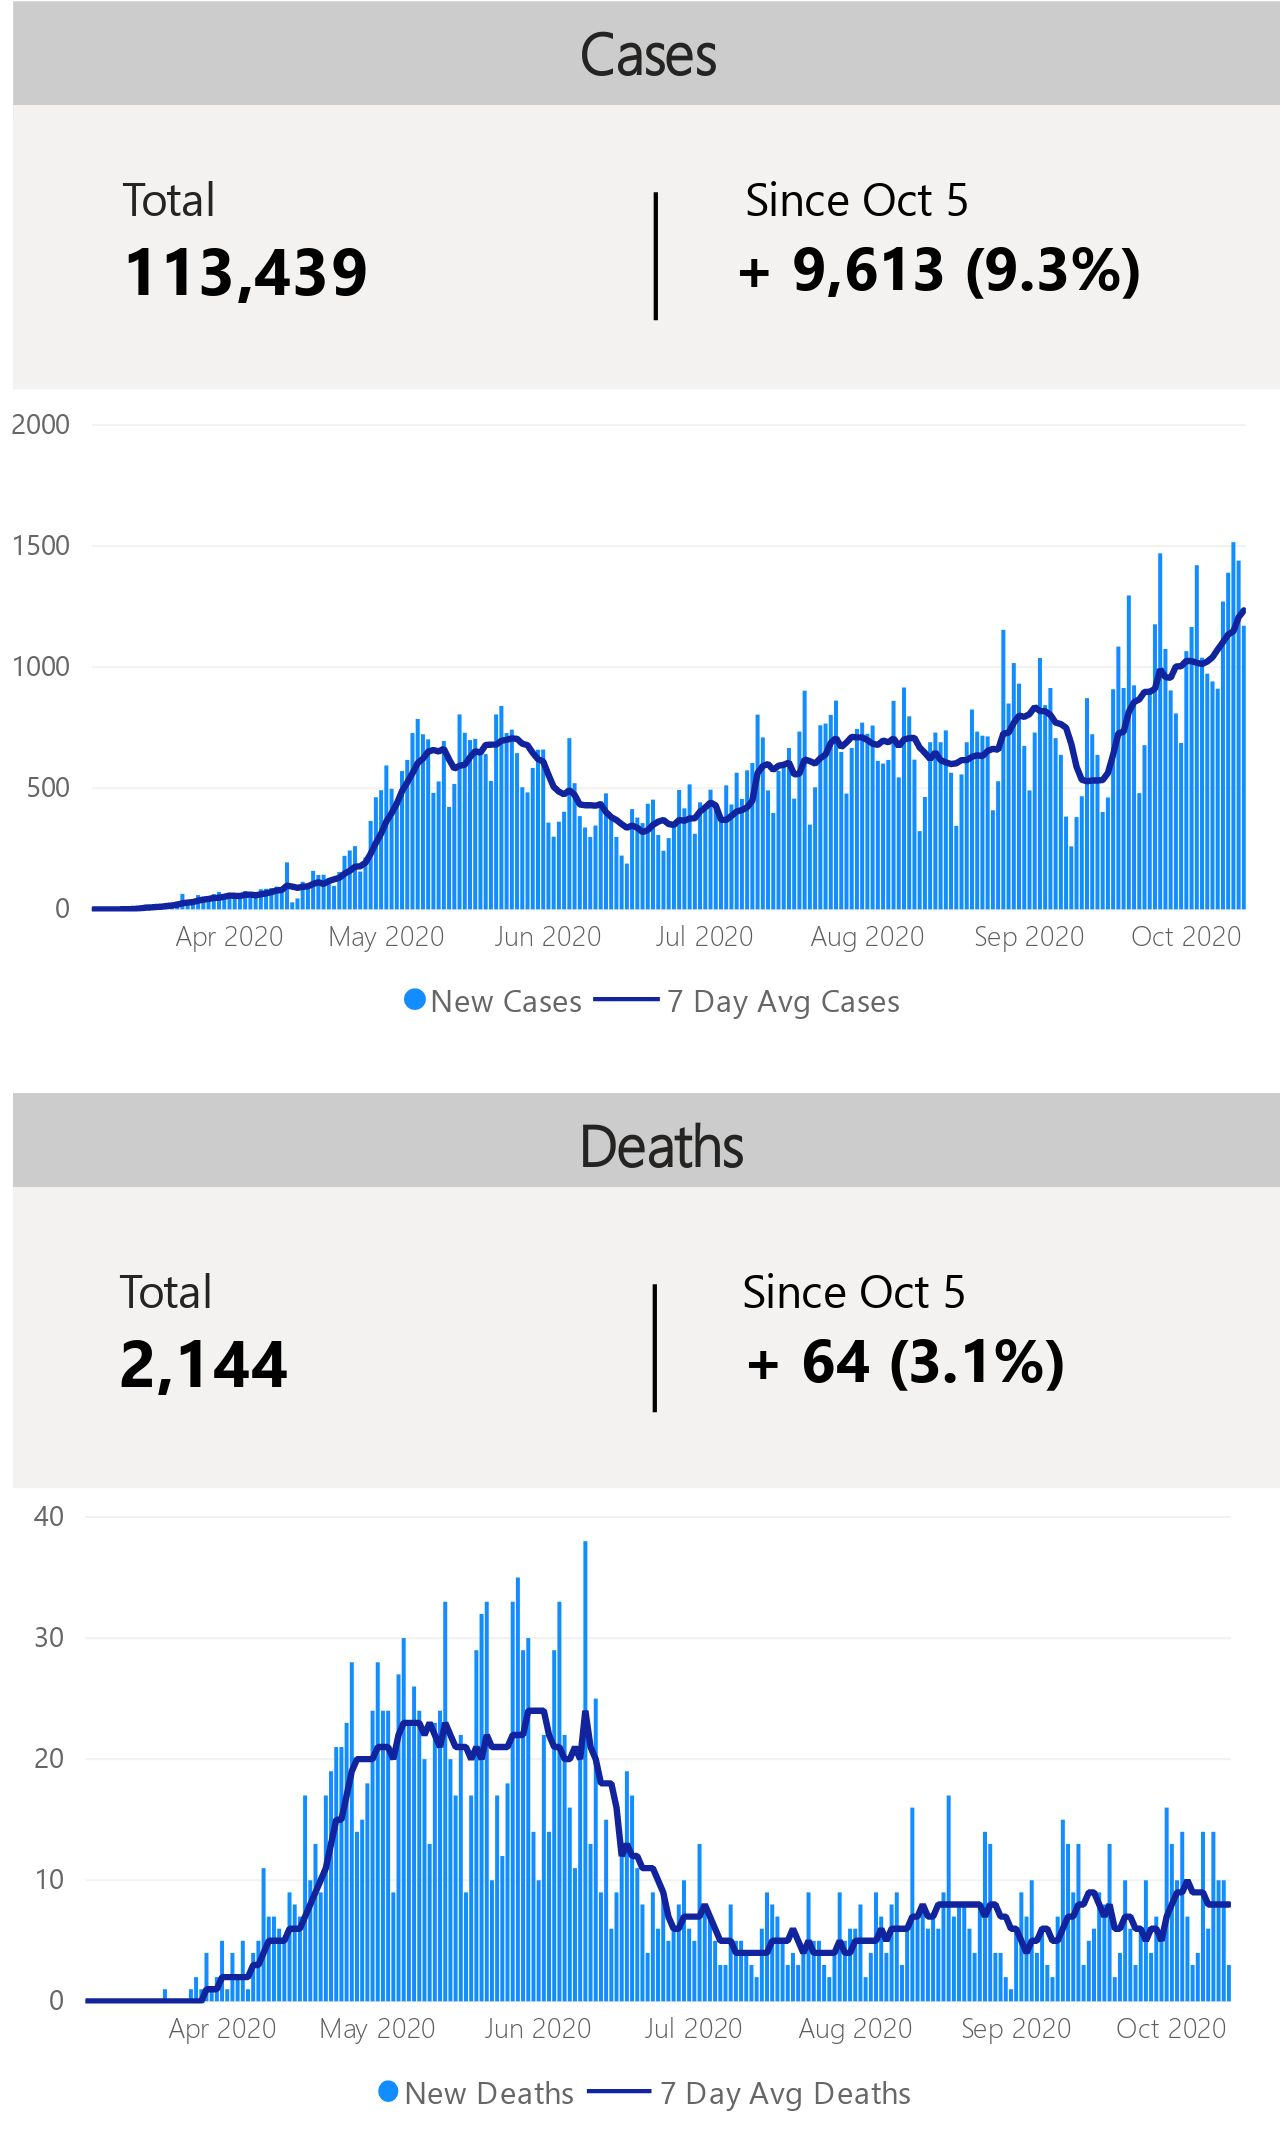 Cases
Total
Since Oct 5
113,439
+ 9,613 (9.3%)
2000
1500
1000
500
0
Apr 2020 May 2020 Jun 2020 Jul 2020 Aug 2020 Sep 2020 Oct 2020
New Cases 7 Day Avg Cases
Deaths
Total
Since Oct 5
2,144
+ 64 (3.1%)
40
30
20
10
0
Apr 2020 May 2020 Jun 2020 Jul 2020 Aug 2020 Sep 2020 Oct 2020
New Deaths 7 Day Avg Deaths